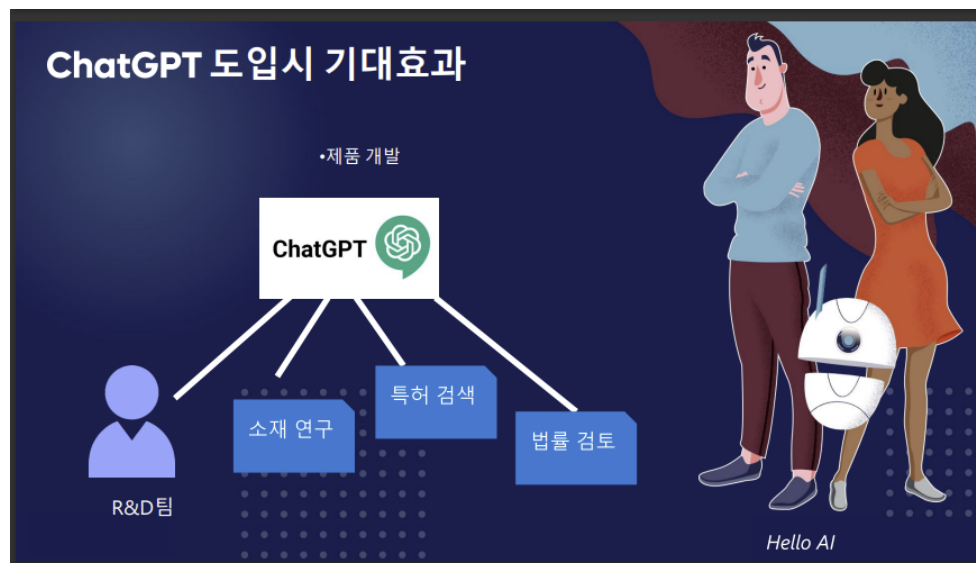 ChatGPT 도입시 기대효과
•제품 개발
ChatGPT
특허 검색
소재 연구
법률 검토
R&D팀
Hello AI